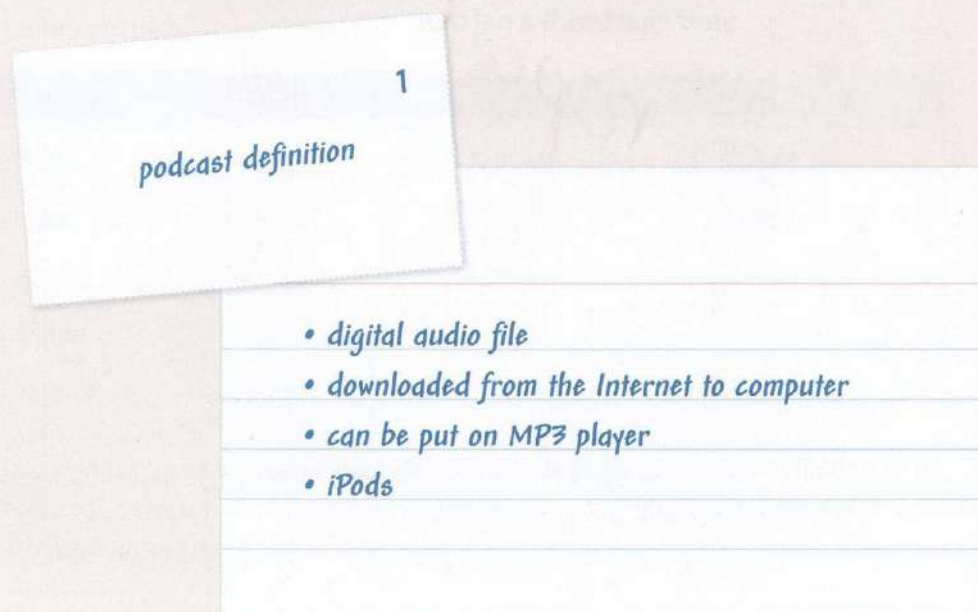 1
podcast definition
• digital audio file
• downloaded from the Internet to computer
• can be put on MP3 player
• iPods